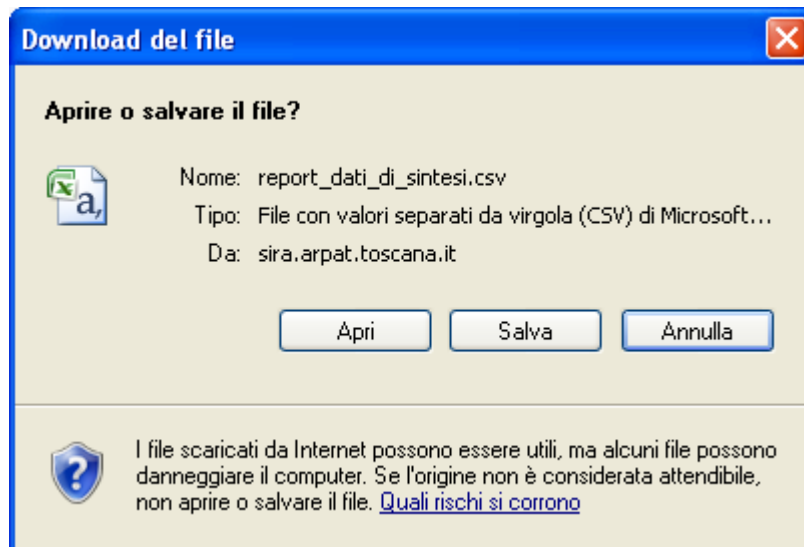 Download del file
Aprire o salvare il file?
Nome: report_dati_di_sintesi.csv
Tipo: File con valori separati da virgola (CSV) di Microsoft...
Da: sira.arpat.toscana.it
Apri Salva Annulla
I file scaricati da Internet possono essere utili, ma alcuni file possono
danneggiare il computer. Se l'origine non è considerata attendibile,
non aprire o salvare il file. Quali rischi si corrono